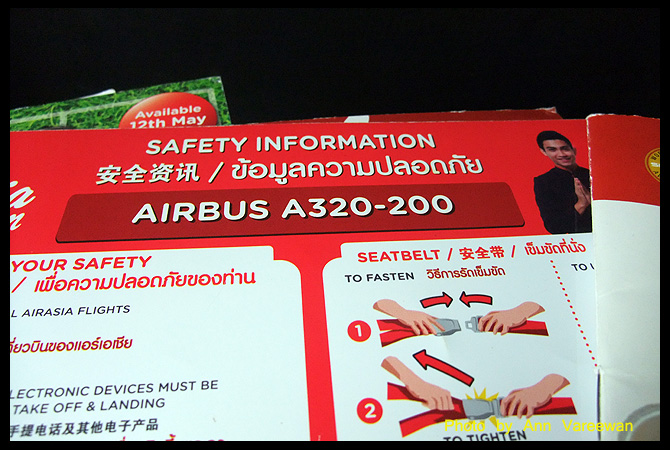 Available
12th May
SAFETY INFORMATION
安全资讯 / ข้อมูลความปลอดภัย
AIRBUS A320-200
YOUR SAFETY
/ เพื่อความปลอดภัยของท่าน
L AIRASIA FLIGHTS
ี่ยวบินของแอร์เอเชีย
LECTRONIC DEVICES MUST BE
TAKE OFF & LANDING
手提电话及其他电子产品
SEATBELT / 安全带 / เข็มขัดที่นั่ง
TO FASTEN วิธีการรัดเข็มขัด
1
2
TO TIGHTEN
Photo by Ann Vareswan